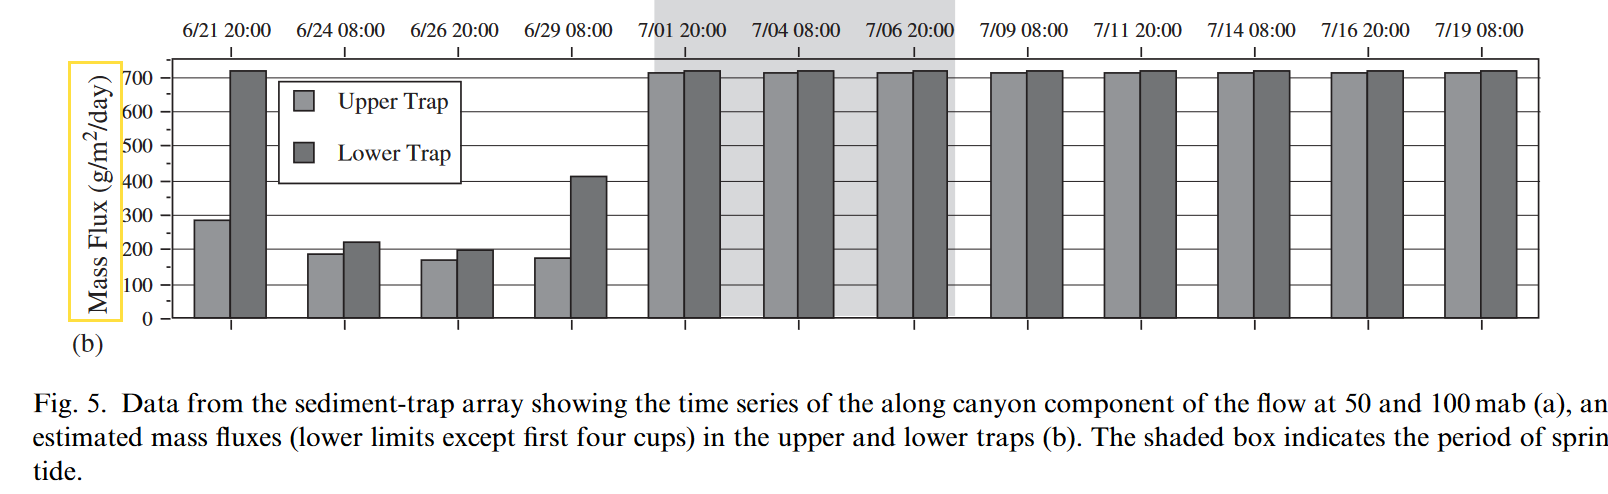 6/21 20:00 6/24 08:00 6/26 20:00 6/29 08:00 7/01 20:00 7/04 08:00 7/06 20:00 7/09 08:00 7/11 20:00 7/14 08:00 7/16 20:00 7/19 08:00
Mass Flux (g/m²/day)
700
600
500
400
300
200
100
0
Upper Trap
Lower Trap
(b)
Fig. 5. Data from the sediment-trap array showing the time series of the along canyon component of the flow at 50 and 100 mab (a), an
estimated mass fluxes (lower limits except first four cups) in the upper and lower traps (b). The shaded box indicates the period of sprin
tide.